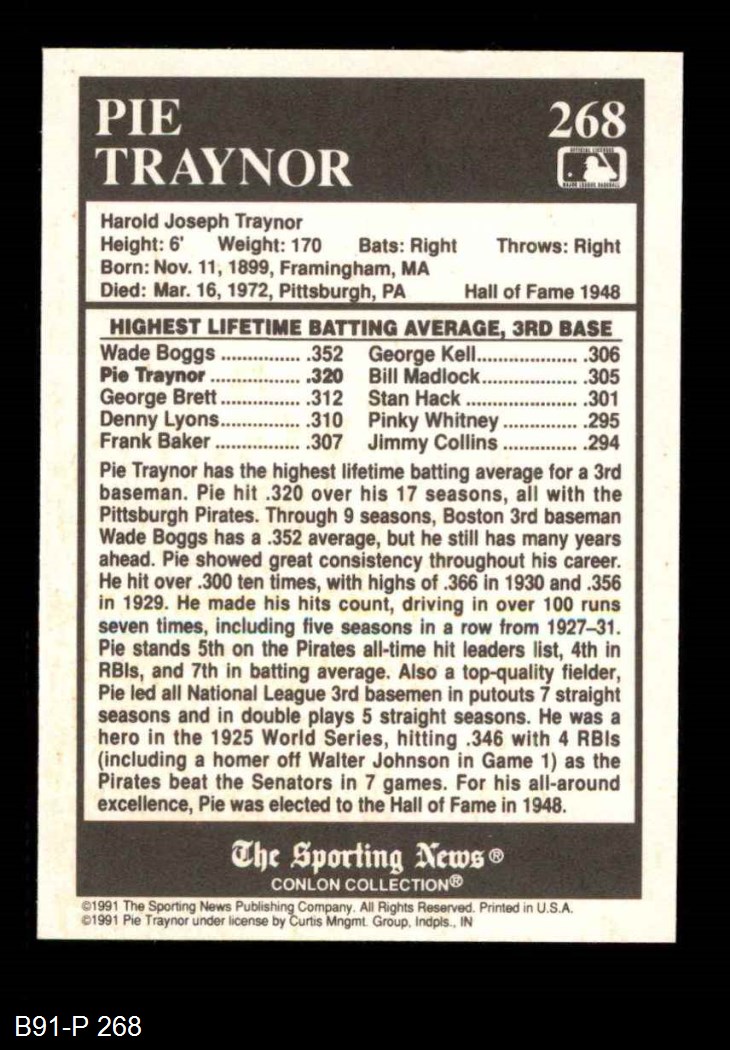 PIE
TRAYNOR
268
OFFICIAL LICENSEE
MAJOR LEAGUE BASEBALL
Harold Joseph Traynor
Height: 6' Weight: 170 Bats: Right Throws: Right
Born: Nov. 11, 1899, Framingham, MA
Died: Mar. 16, 1972, Pittsburgh, PA Hall of Fame 1948
HIGHEST LIFETIME BATTING AVERAGE, 3RD BASE
Wade Boggs ............... .352 George Kell................... .306
Pie Traynor ................. .320 Bill Madlock.................. .305
George Brett............... .312 Stan Hack ..................... .301
Denny Lyons............... .310 Pinky Whitney .............. .295
Frank Baker ................ .307 Jimmy Collins .............. .294
Pie Traynor has the highest lifetime batting average for a 3rd
baseman. Pie hit .320 over his 17 seasons, all with the
Pittsburgh Pirates. Through 9 seasons, Boston 3rd baseman
Wade Boggs has a .352 average, but he still has many years
ahead. Pie showed great consistency throughout his career.
He hit over .300 ten times, with highs of .366 in 1930 and .356
in 1929. He made his hits count, driving in over 100 runs
seven times, including five seasons in a row from 1927–31.
Pie stands 5th on the Pirates all-time hit leaders list, 4th in
RBIs, and 7th in batting average. Also a top-quality fielder,
Pie led all National League 3rd basemen in putouts 7 straight
seasons and in double plays 5 straight seasons. He was a
hero in the 1925 World Series, hitting .346 with 4 RBIs
(including a homer off Walter Johnson in Game 1) as the
Pirates beat the Senators in 7 games. For his all-around
excellence, Pie was elected to the Hall of Fame in 1948.
The Sporting News®
CONLON COLLECTION®
©1991 The Sporting News Publishing Company. All Rights Reserved. Printed in U.S.A.
©1991 Pie Traynor under license by Curtis Mngmt. Group, Indpls., IN
B91-P 268